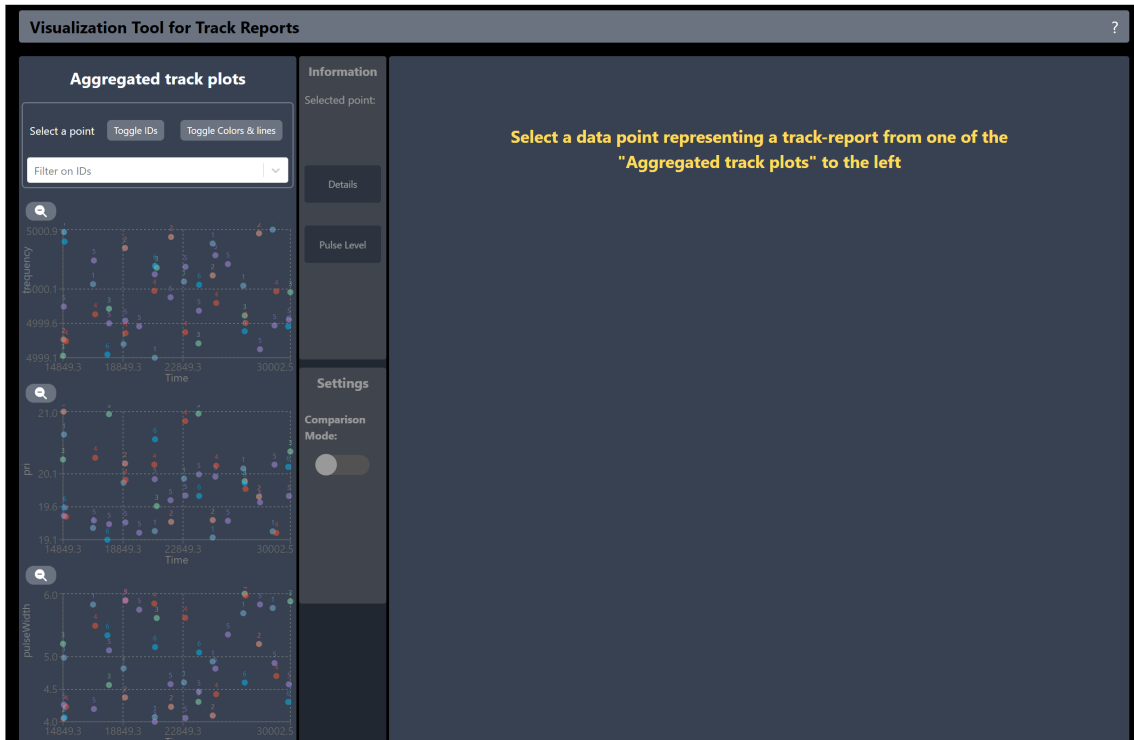 Visualization Tool for Track Reports
?
Aggregated track plots
Select a point
Toggle IDs
Toggle Colors & lines
Filter on IDs
5000.9
5000.1
4999.6
4999.1
frequency
14849.3
18849.3
22849.3
30002.5
Time
21.0
20.1
19.6
19.1
pri
14849.3
18849.3
22849.3
30002.5
Time
6.0
5.0
4.5
4.0
pulseWidth
14849.3
18849.3
22849.3
30002.5
Information
Selected point:
Details
Pulse Level
Settings
Comparison
Mode:
Select a data point representing a track-report from one of the
"Aggregated track plots" to the left